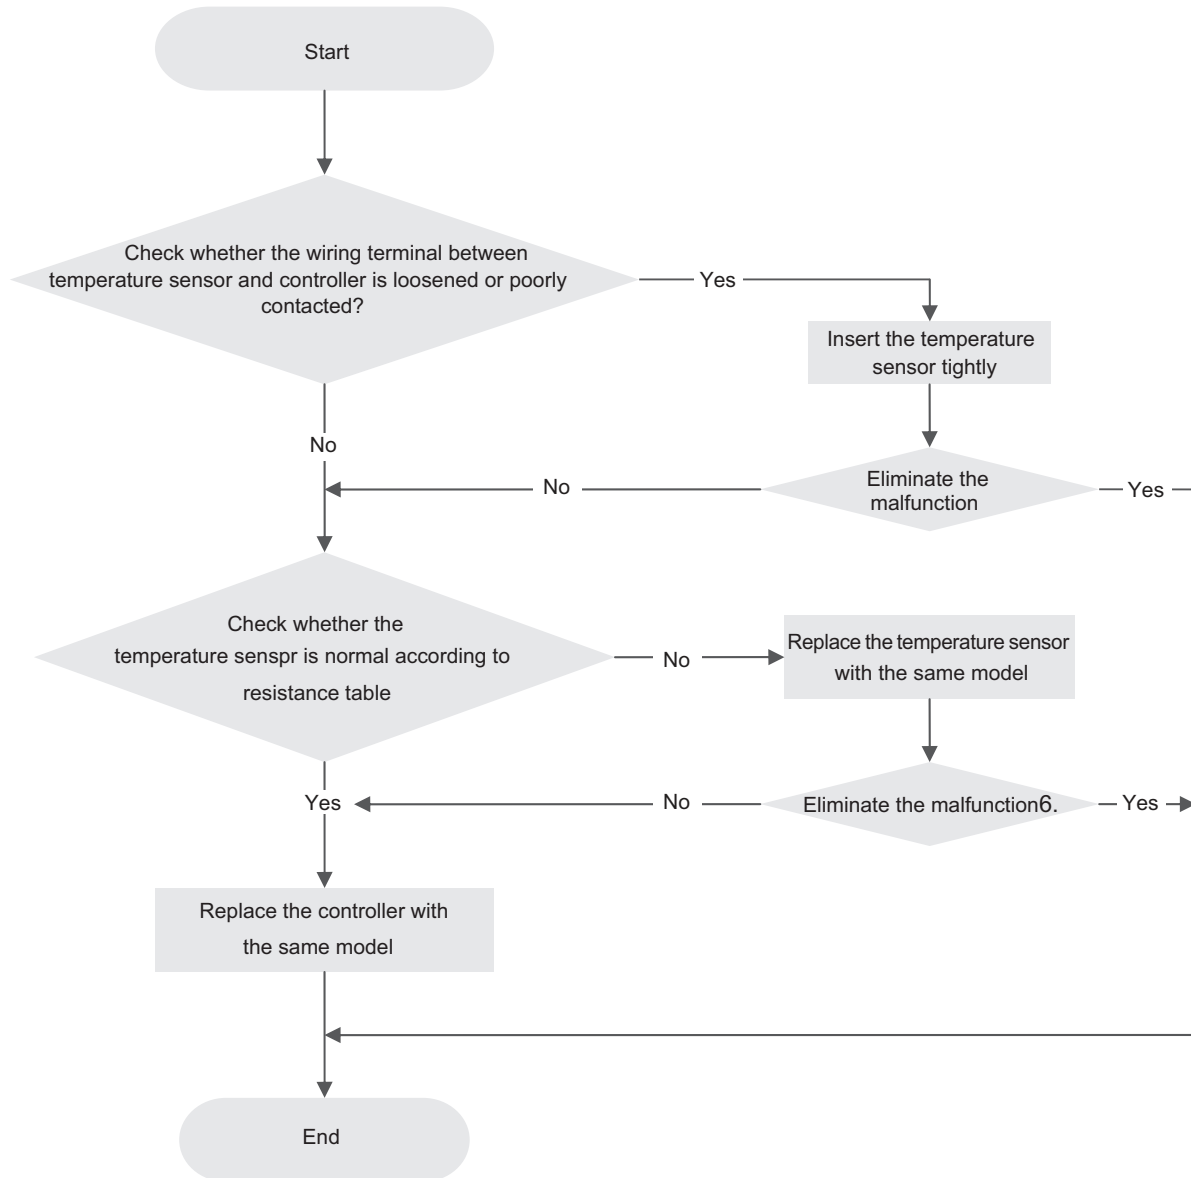 Start
Check whether the wiring terminal between
temperature sensor and controller is loosened or poorly
contacted?
Yes
Insert the temperature
sensor tightly
No
Eliminate the
malfunction
No
Yes
Check whether the
temperature senspr is normal according to
resistance table
No
Replace the temperature sensor
with the same model
Yes
No
Eliminate the malfunction6.
Yes
Replace the controller with
the same model
End